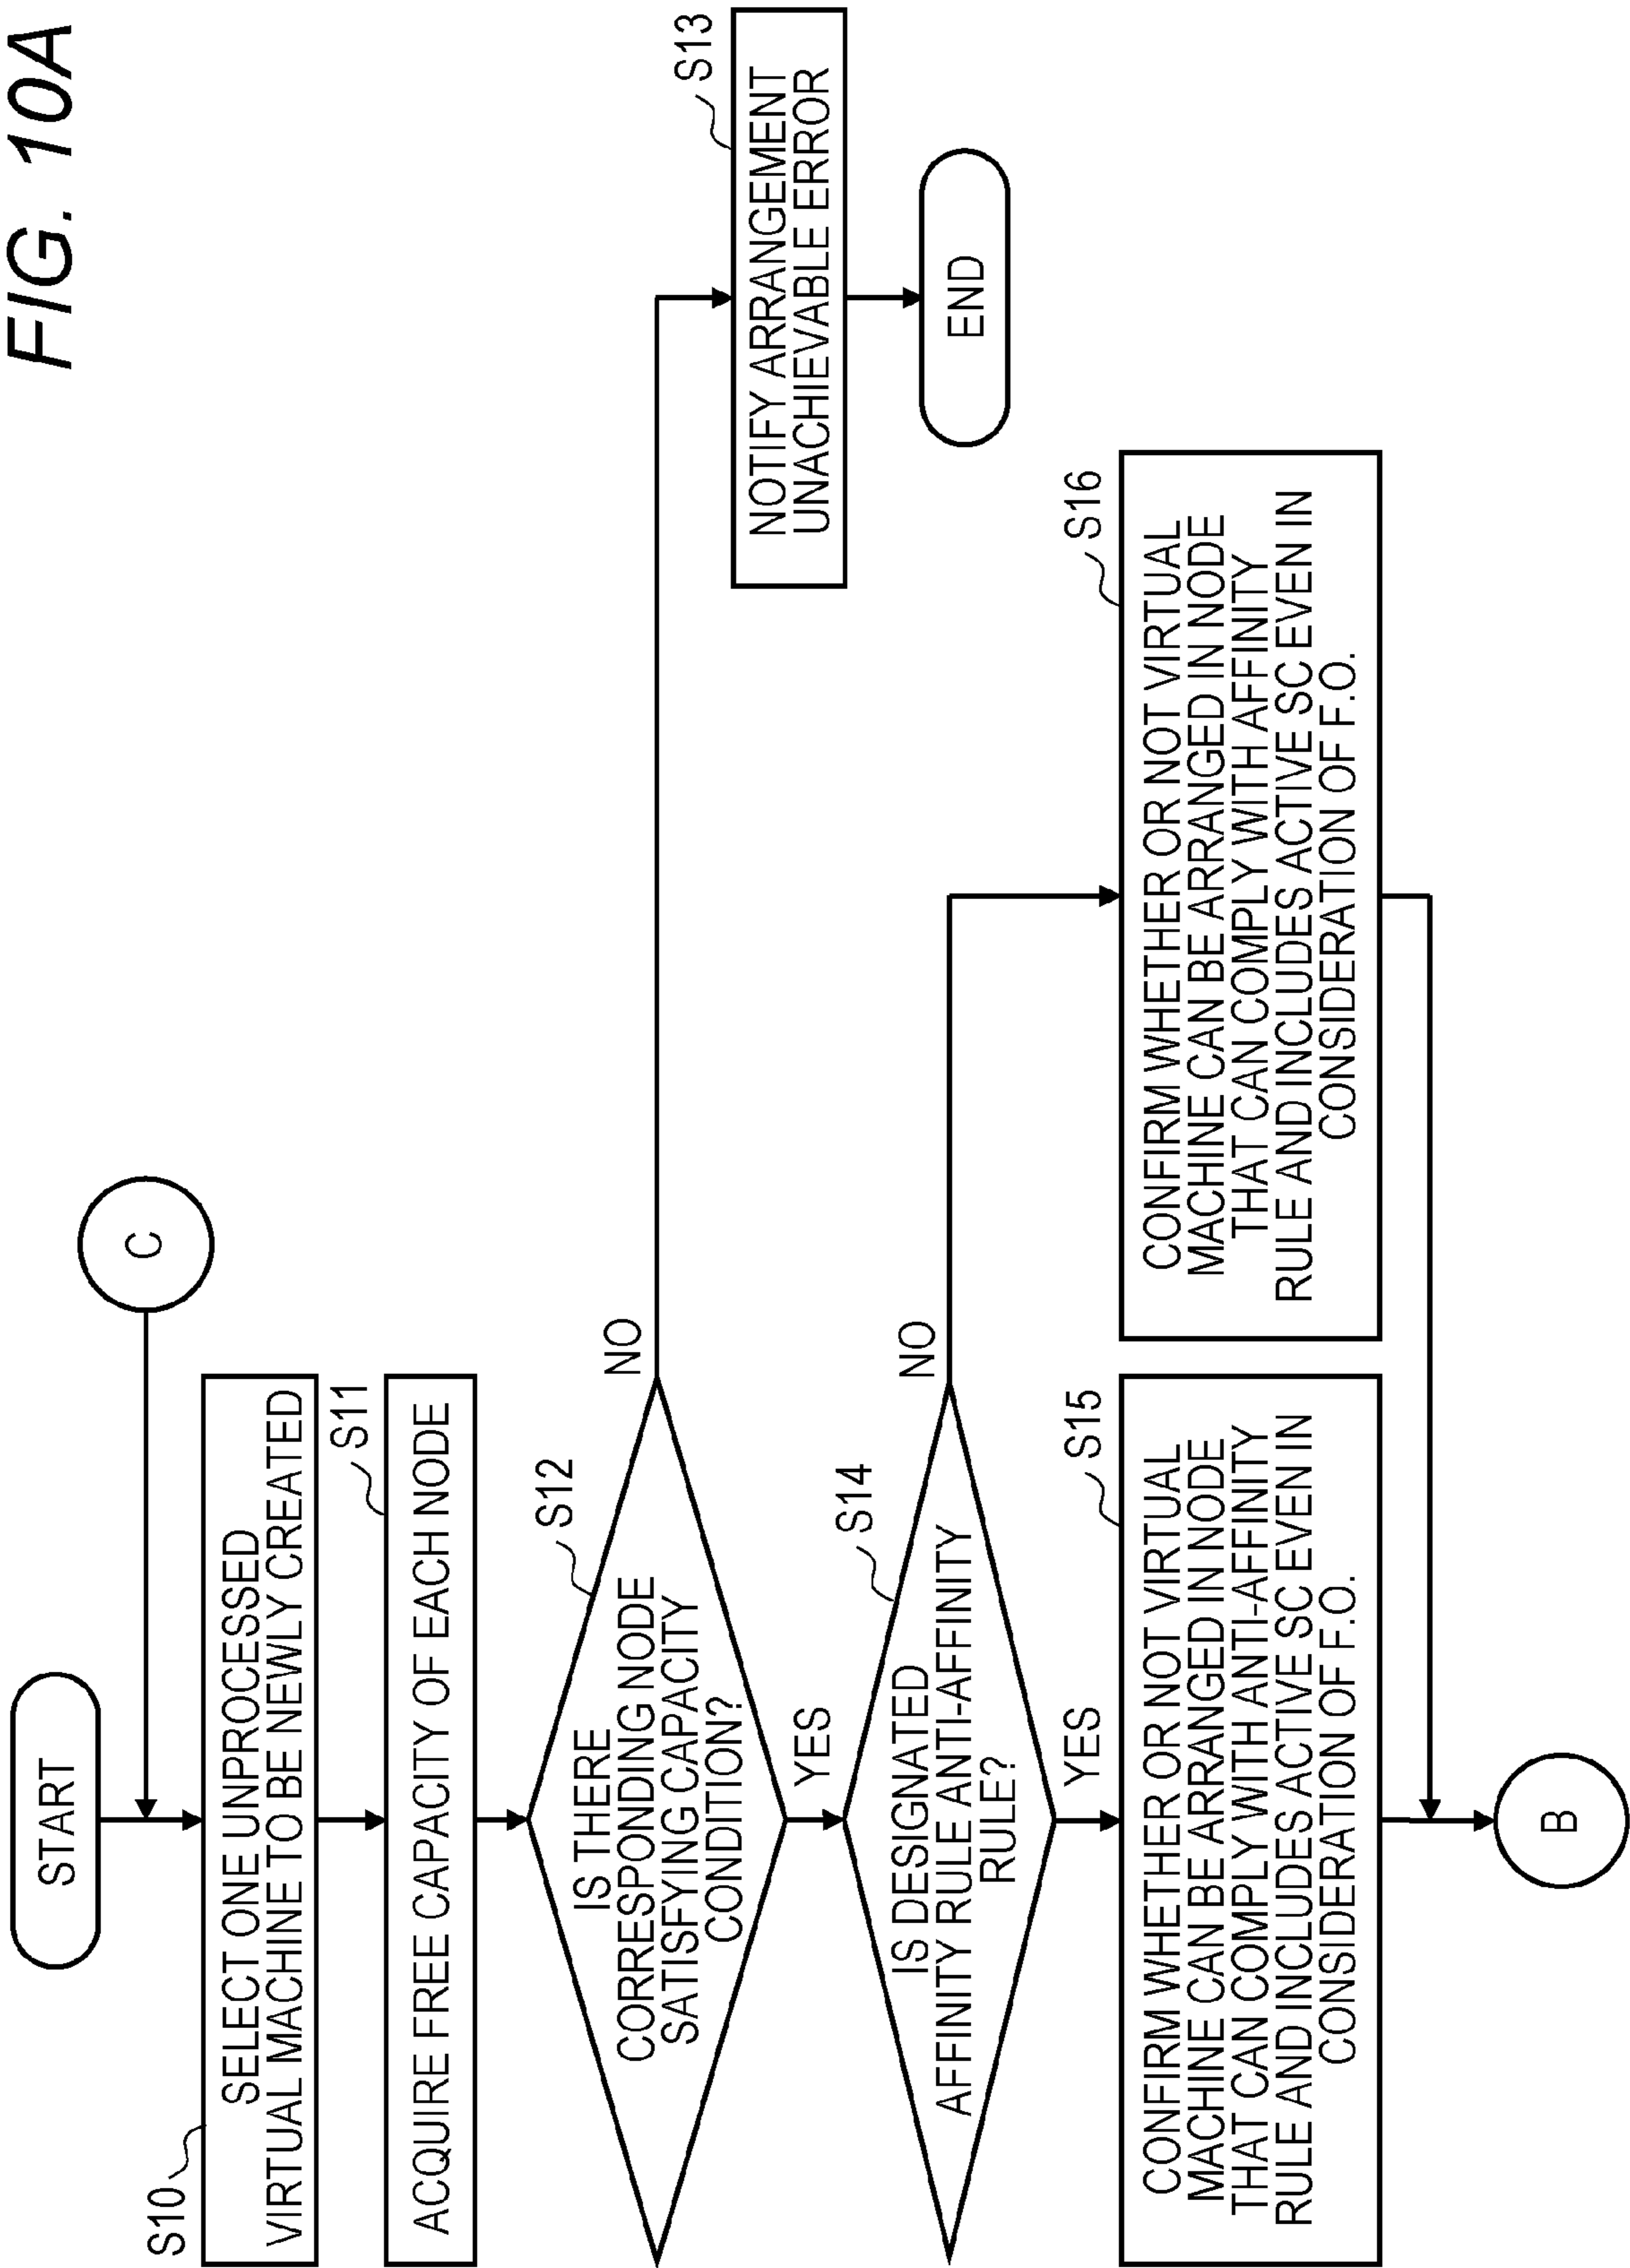 FIG. 10A
START
C
S10
SELECT ONE UNPROCESSED
VIRTUAL MACHINE TO BE NEWLY CREATED
S11
ACQUIRE FREE CAPACITY OF EACH NODE
S12
IS THERE
CORRESPONDING NODE
SATISFYING CAPACITY
CONDITION?
NO
YES
S13
NOTIFY ARRANGEMENT
UNACHIEVABLE ERROR
END
S14
IS DESIGNATED
AFFINITY RULE ANTI-AFFINITY
RULE?
NO
YES
S15
CONFIRM WHETHER OR NOT VIRTUAL
MACHINE CAN BE ARRANGED IN NODE
THAT CAN COMPLY WITH ANTI-AFFINITY
RULE AND INCLUDES ACTIVE SC EVEN IN
CONSIDERATION OF F.O.
S16
CONFIRM WHETHER OR NOT VIRTUAL
MACHINE CAN BE ARRANGED IN NODE
THAT CAN COMPLY WITH AFFINITY
RULE AND INCLUDES ACTIVE SC EVEN IN
CONSIDERATION OF F.O.
B